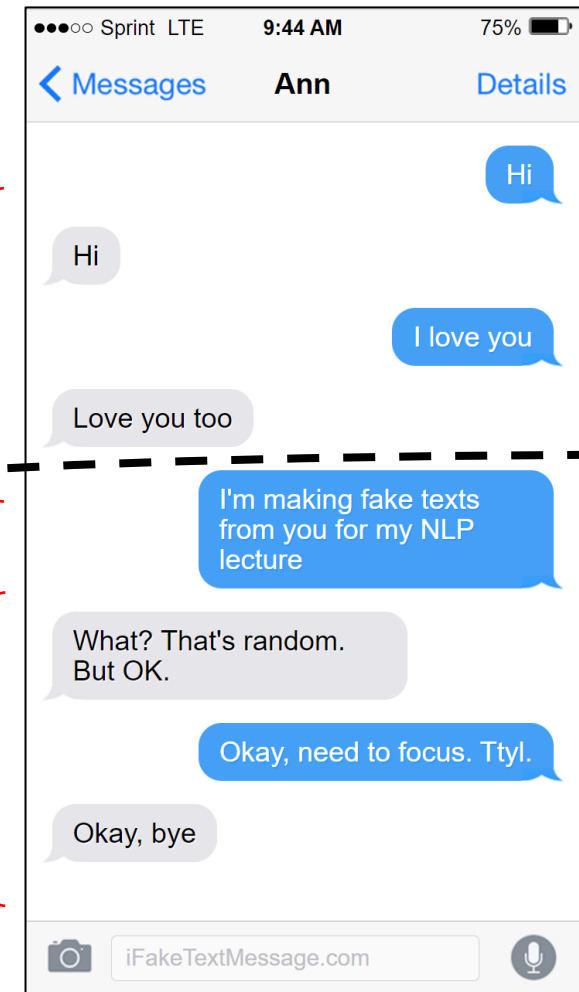 Sprint LTE 9:44 AM 75%
Messages Ann Details
Hi
Hi
I love you
Love you too
I'm making fake texts
from you for my NLP
lecture
What? That's random.
But OK.
Okay, need to focus. Ttyl.
Okay, bye
iFakeTextMessage.com